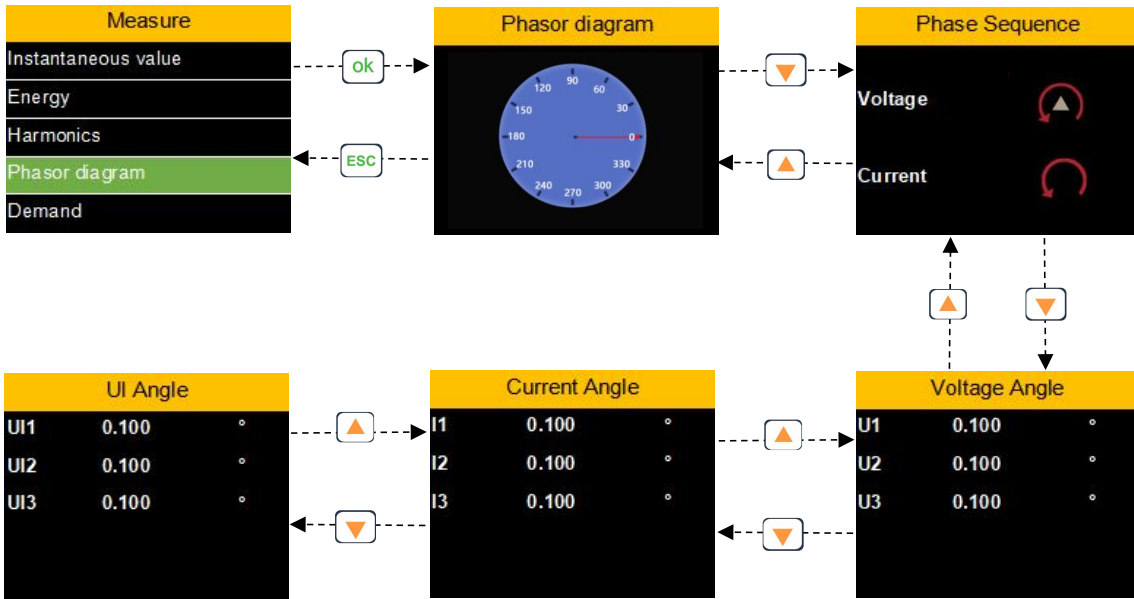 Measure
Instantaneous value
Energy
Harmonics
Phasor diagram
Demand
ok
ESC
Phasor diagram
90
120 60
150 30
180 0
210 330
240 300
270
Phase Sequence
Voltage
Current
UI Angle
UI1 0.100 °
UI2 0.100 °
UI3 0.100 °
Current Angle
I1 0.100 °
I2 0.100 °
I3 0.100 °
Voltage Angle
U1 0.100 °
U2 0.100 °
U3 0.100 °